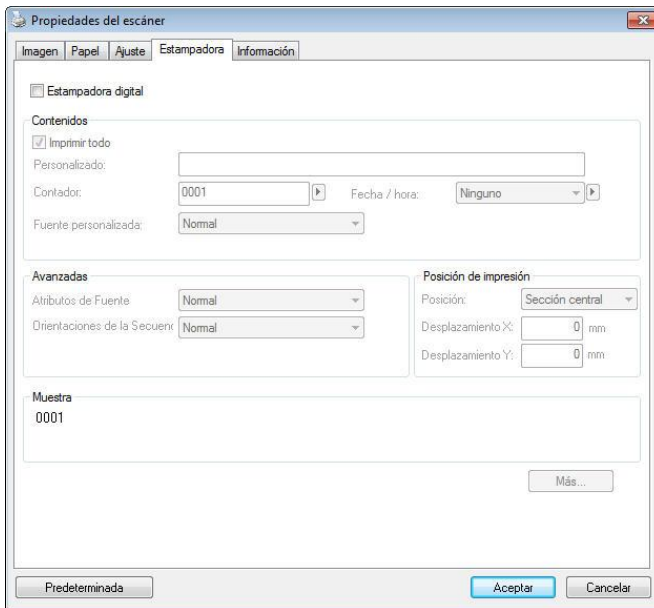 Propiedades del escáner
Imagen Papel Ajuste Estampadora Información
Estampadora digital
Contenidos
Imprimir todo
Personalizado:
Contador: 0001 Fecha / hora: Ninguno
Fuente personalizada: Normal
Avanzadas
Atributos de Fuente Normal
Orientaciones de la Secuenc Normal
Posición de impresión
Posición: Sección central
Desplazamiento X: 0 mm
Desplazamiento Y: 0 mm
Muestra
0001
Más...
Predeterminada Aceptar Cancelar